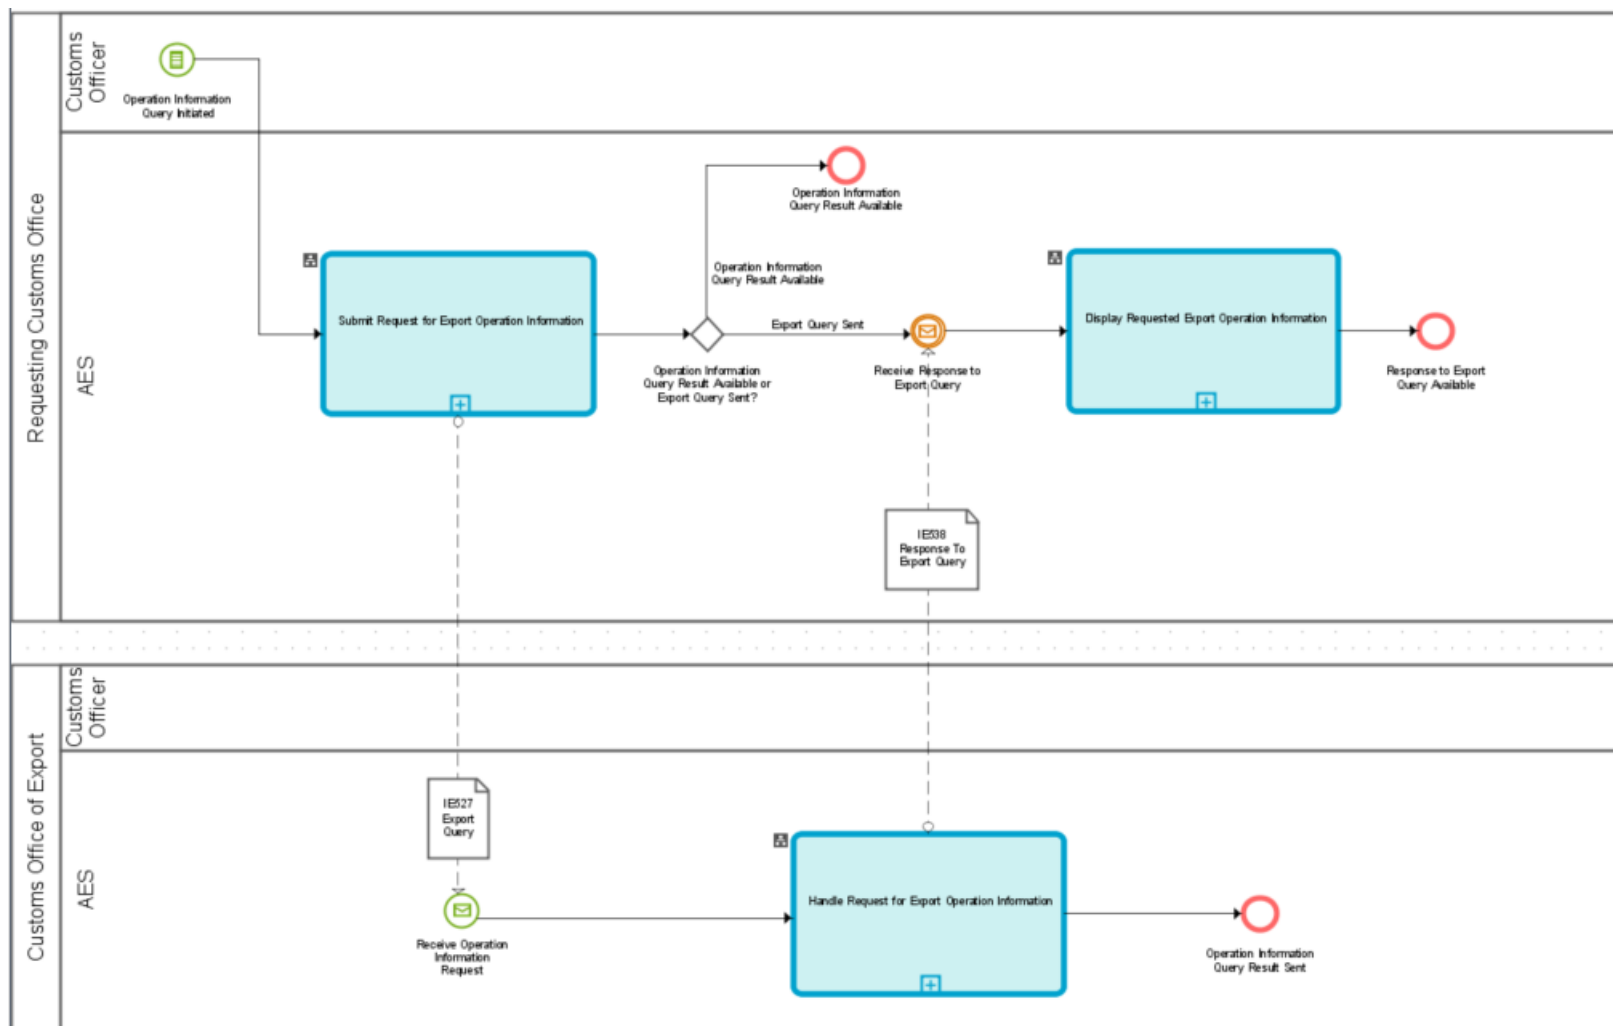 Requesting Customs Office
Customs
Officer
Operation Information
Query Initiated
AES
Submit Request for Export Operation Information
Operation Information
Query Result Available or
Export Query Sent?
Operation Information
Query Result Available
Operation Information
Query Result Available
Export Query Sent
Receive Response to
Export Query
Display Requested Export Operation Information
Response to Export
Query Available
IE538
Response To
Export Query
Customs Office of Export
Customs
Officer
AES
IE527
Export
Query
Receive Operation
Information
Request
Handle Request for Export Operation Information
Operation Information
Query Result Sent